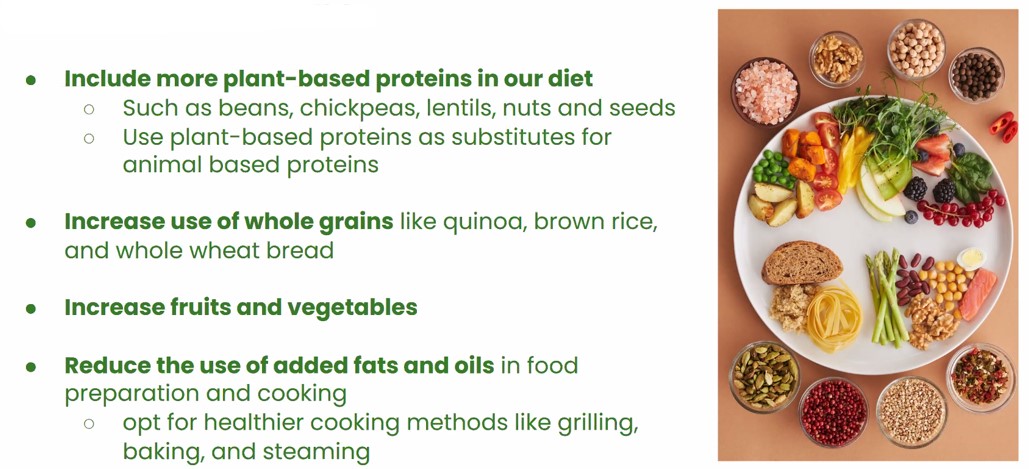 ● Include more plant-based proteins in our diet
○ Such as beans, chickpeas, lentils, nuts and seeds
○ Use plant-based proteins as substitutes for
animal based proteins
● Increase use of whole grains like quinoa, brown rice,
and whole wheat bread
● Increase fruits and vegetables
● Reduce the use of added fats and oils in food
preparation and cooking
○ opt for healthier cooking methods like grilling,
baking, and steaming